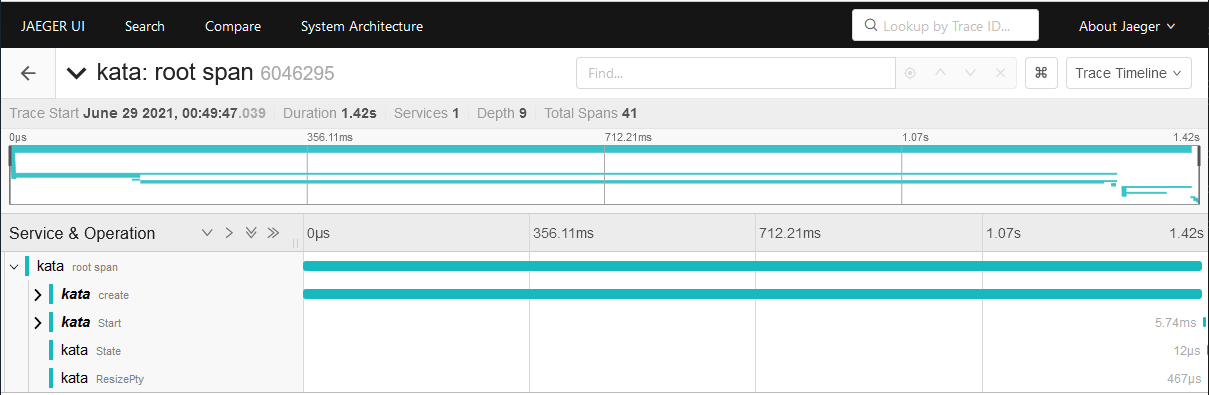 JAEGER UI Search Compare System Architecture Lookup by Trace ID... About Jaeger
kata: root span 6046295 Find... ⌘ Trace Timeline
Trace Start June 29 2021, 00:49:47.039 Duration 1.42s Services 1 Depth 9 Total Spans 41
0μs 356.11ms 712.21ms 1.07s 1.42s
Service & Operation 0μs 356.11ms 712.21ms 1.07s 1.42s
kata root span
kata create
kata Start 5.74ms
kata State 12μs
kata ResizePty 467μs